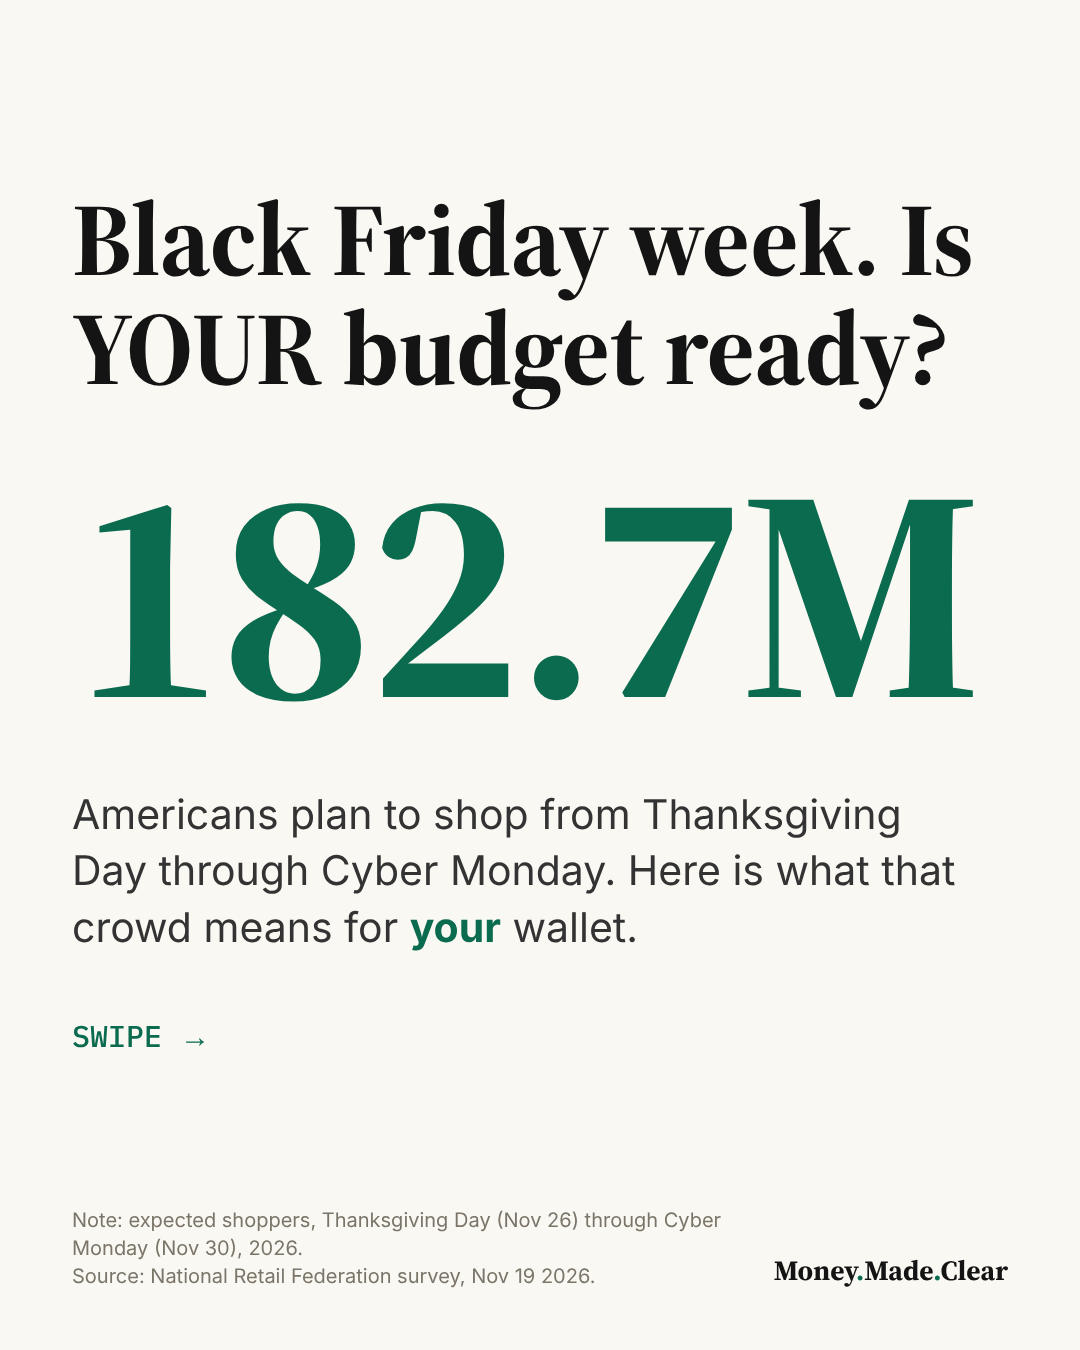 Black Friday week. Is
YOUR budget ready?
182.7M
Americans plan to shop from Thanksgiving
Day through Cyber Monday. Here is what that
crowd means for your wallet.
SWIPE →
Note: expected shoppers, Thanksgiving Day (Nov 26) through Cyber
Monday (Nov 30), 2026.
Source: National Retail Federation survey, Nov 19 2026.
Money.Made.Clear